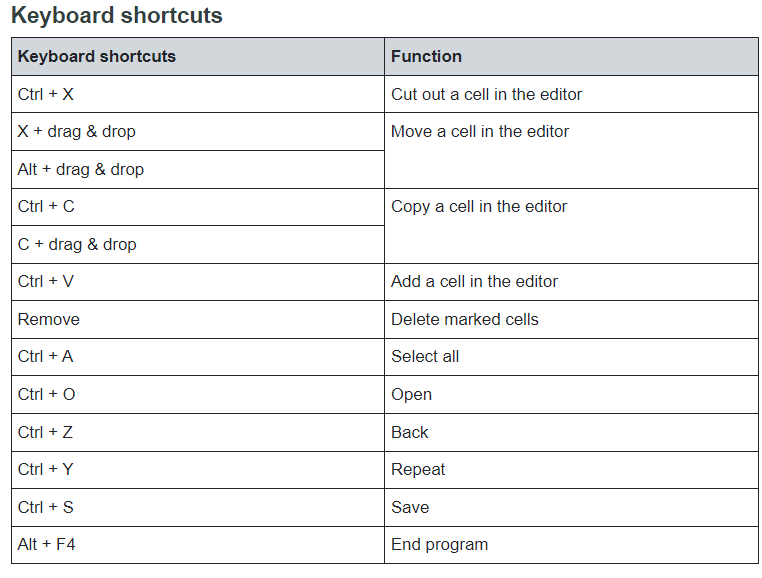 Keyboard shortcuts
Keyboard shortcuts Function
Ctrl + X Cut out a cell in the editor
X + drag & drop Move a cell in the editor
Alt + drag & drop
Ctrl + C Copy a cell in the editor
C + drag & drop
Ctrl + V Add a cell in the editor
Remove Delete marked cells
Ctrl + A Select all
Ctrl + O Open
Ctrl + Z Back
Ctrl + Y Repeat
Ctrl + S Save
Alt + F4 End program